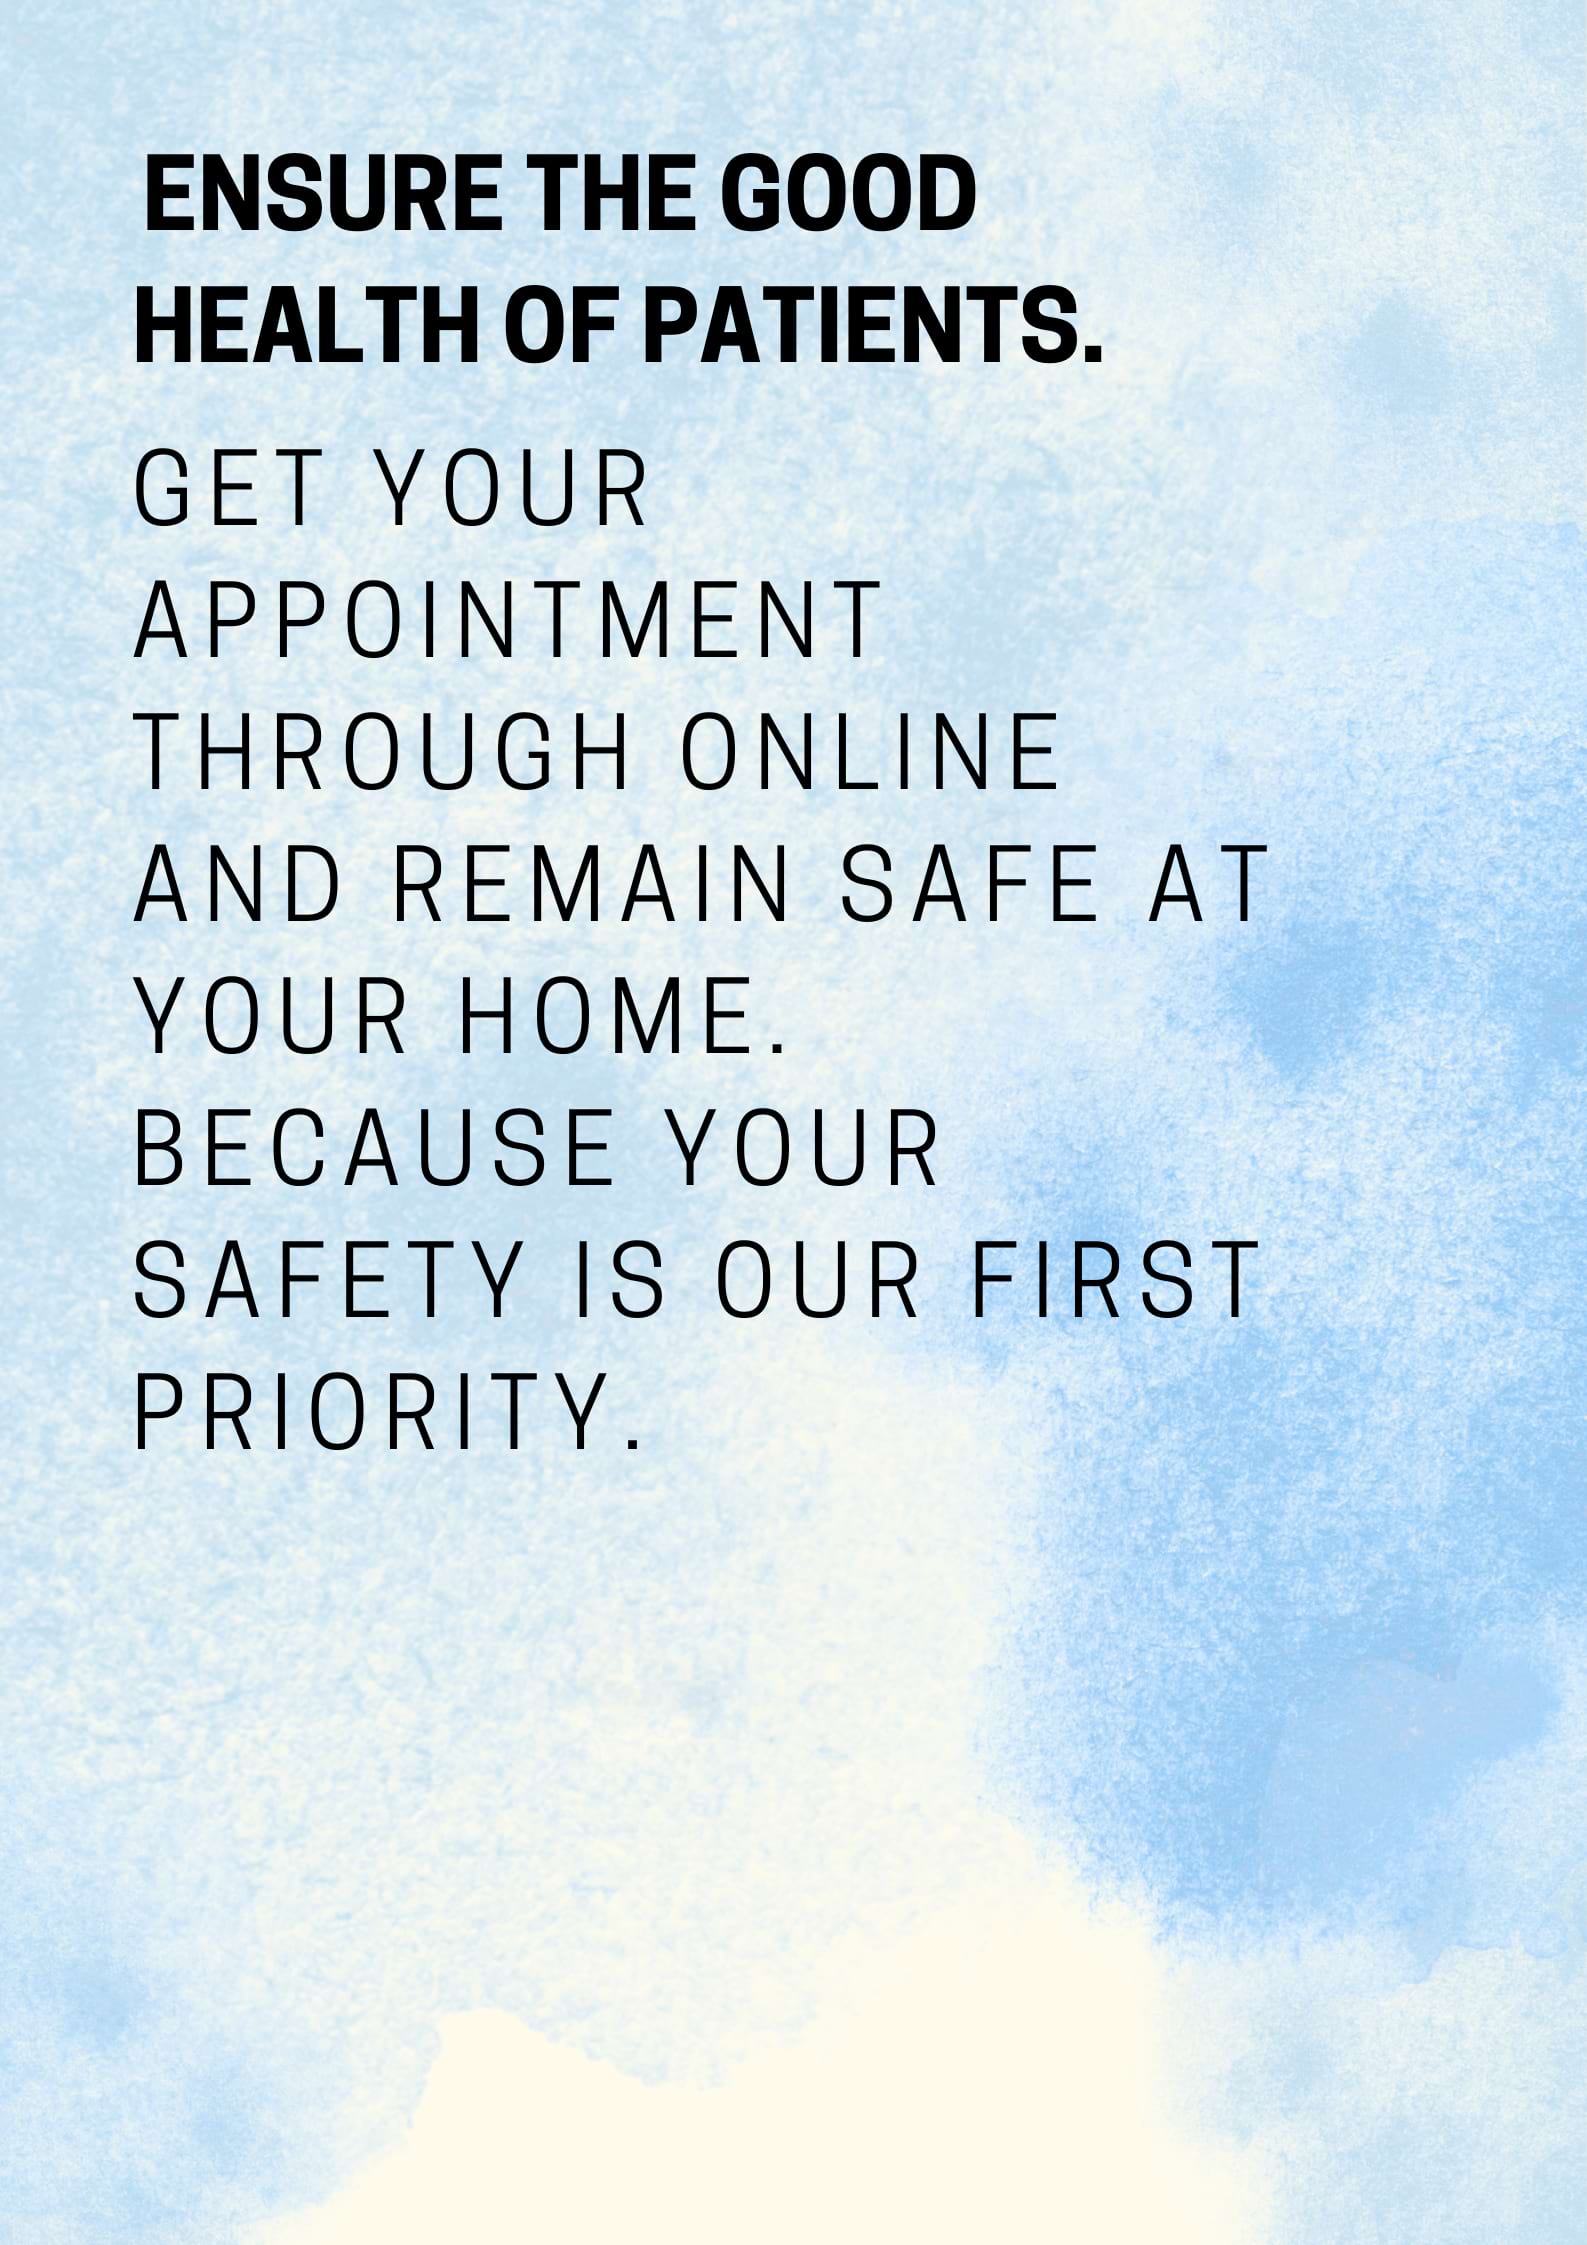 ENSURE THE GOOD
HEALTH OF PATIENTS.
GET YOUR
APPOINTMENT
THROUGH ONLINE
AND REMAIN SAFE AT
YOUR HOME.
BECAUSE YOUR
SAFETY IS OUR FIRST
PRIORITY.